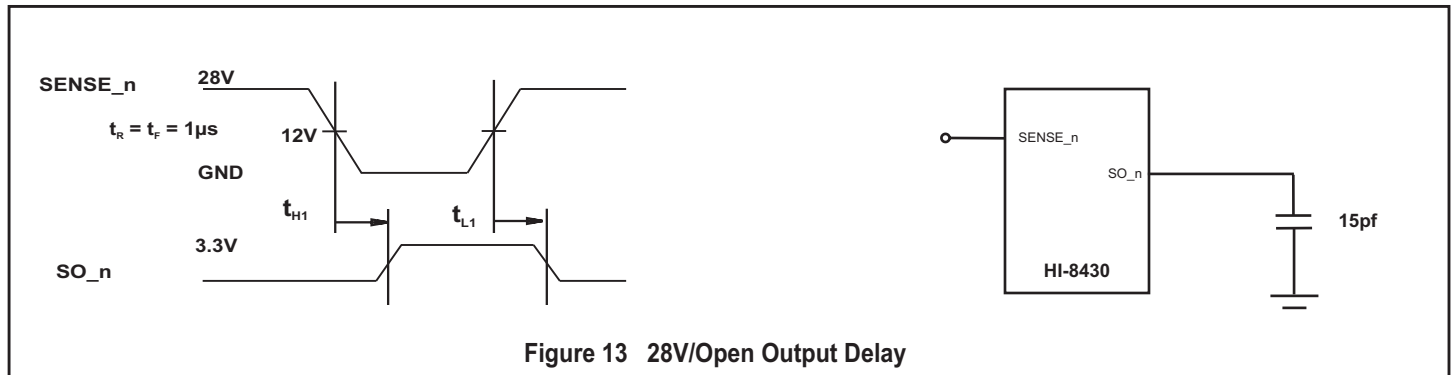 SENSE_n
28V
tR = tF = 1µs
12V
GND
tH1
tL1
3.3V
SO_n
SENSE_n
SO_n
15pf
HI-8430
Figure 13 28V/Open Output Delay